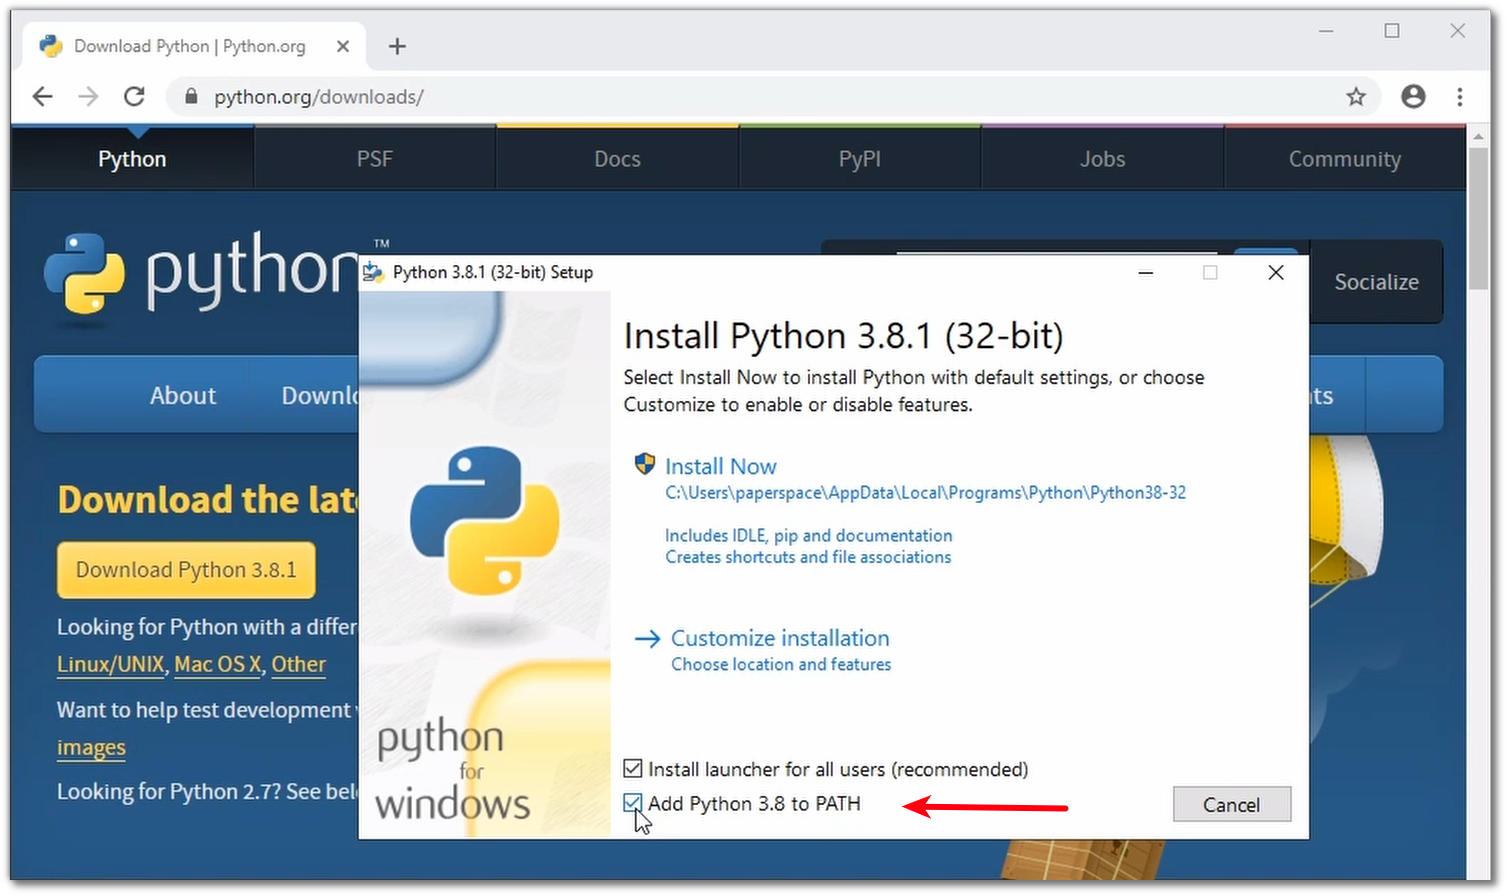 Download Python | Python.org
python.org/downloads/
Python
PSF
Docs
PyPI
Jobs
Community
python
TM
Socialize
About
Python 3.8.1 (32-bit) Setup
Install Python 3.8.1 (32-bit)
Select Install Now to install Python with default settings, or choose
Customize to enable or disable features.
Install Now
C:\Users\paperspace\AppData\Local\Programs\Python\Python38-32
Includes IDLE, pip and documentation
Creates shortcuts and file associations
Customize installation
Choose location and features
python
for
windows
Install launcher for all users (recommended)
Add Python 3.8 to PATH
Cancel
Download the
Download Python 3.8.1
Looking for Python with a
Linux/UNIX, Mac OS X, Other
Want to help test development
images
Looking for Python 2.7? See